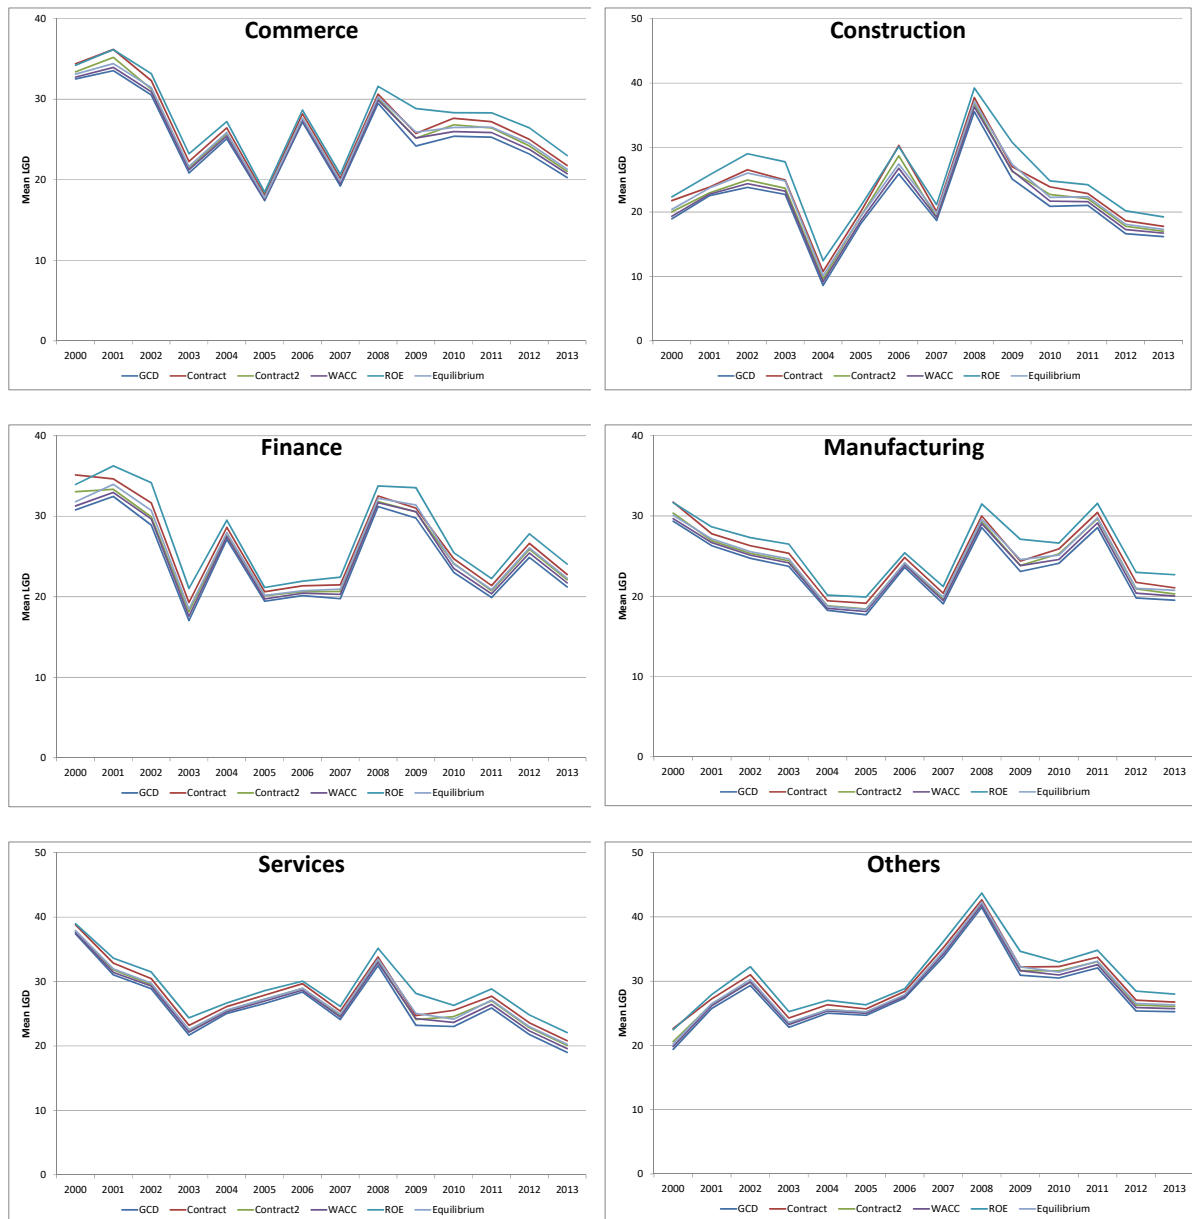 Commerce
Mean LGD
40
30
20
10
0
2000 2001 2002 2003 2004 2005 2006 2007 2008 2009 2010 2011 2012 2013
GCD Contract Contract2 WACC ROE Equilibrium
Construction
Mean LGD
50
40
30
20
10
0
2000 2001 2002 2003 2004 2005 2006 2007 2008 2009 2010 2011 2012 2013
GCD Contract Contract2 WACC ROE Equilibrium
Finance
Mean LGD
40
30
20
10
0
2000 2001 2002 2003 2004 2005 2006 2007 2008 2009 2010 2011 2012 2013
GCD Contract Contract2 WACC ROE Equilibrium
Manufacturing
Mean LGD
40
30
20
10
0
2000 2001 2002 2003 2004 2005 2006 2007 2008 2009 2010 2011 2012 2013
GCD Contract Contract2 WACC ROE Equilibrium
Services
Mean LGD
50
40
30
20
10
0
2000 2001 2002 2003 2004 2005 2006 2007 2008 2009 2010 2011 2012 2013
GCD Contract Contract2 WACC ROE Equilibrium
Others
Mean LGD
50
40
30
20
10
0
2000 2001 2002 2003 2004 2005 2006 2007 2008 2009 2010 2011 2012 2013
GCD Contract Contract2 WACC ROE Equilibrium